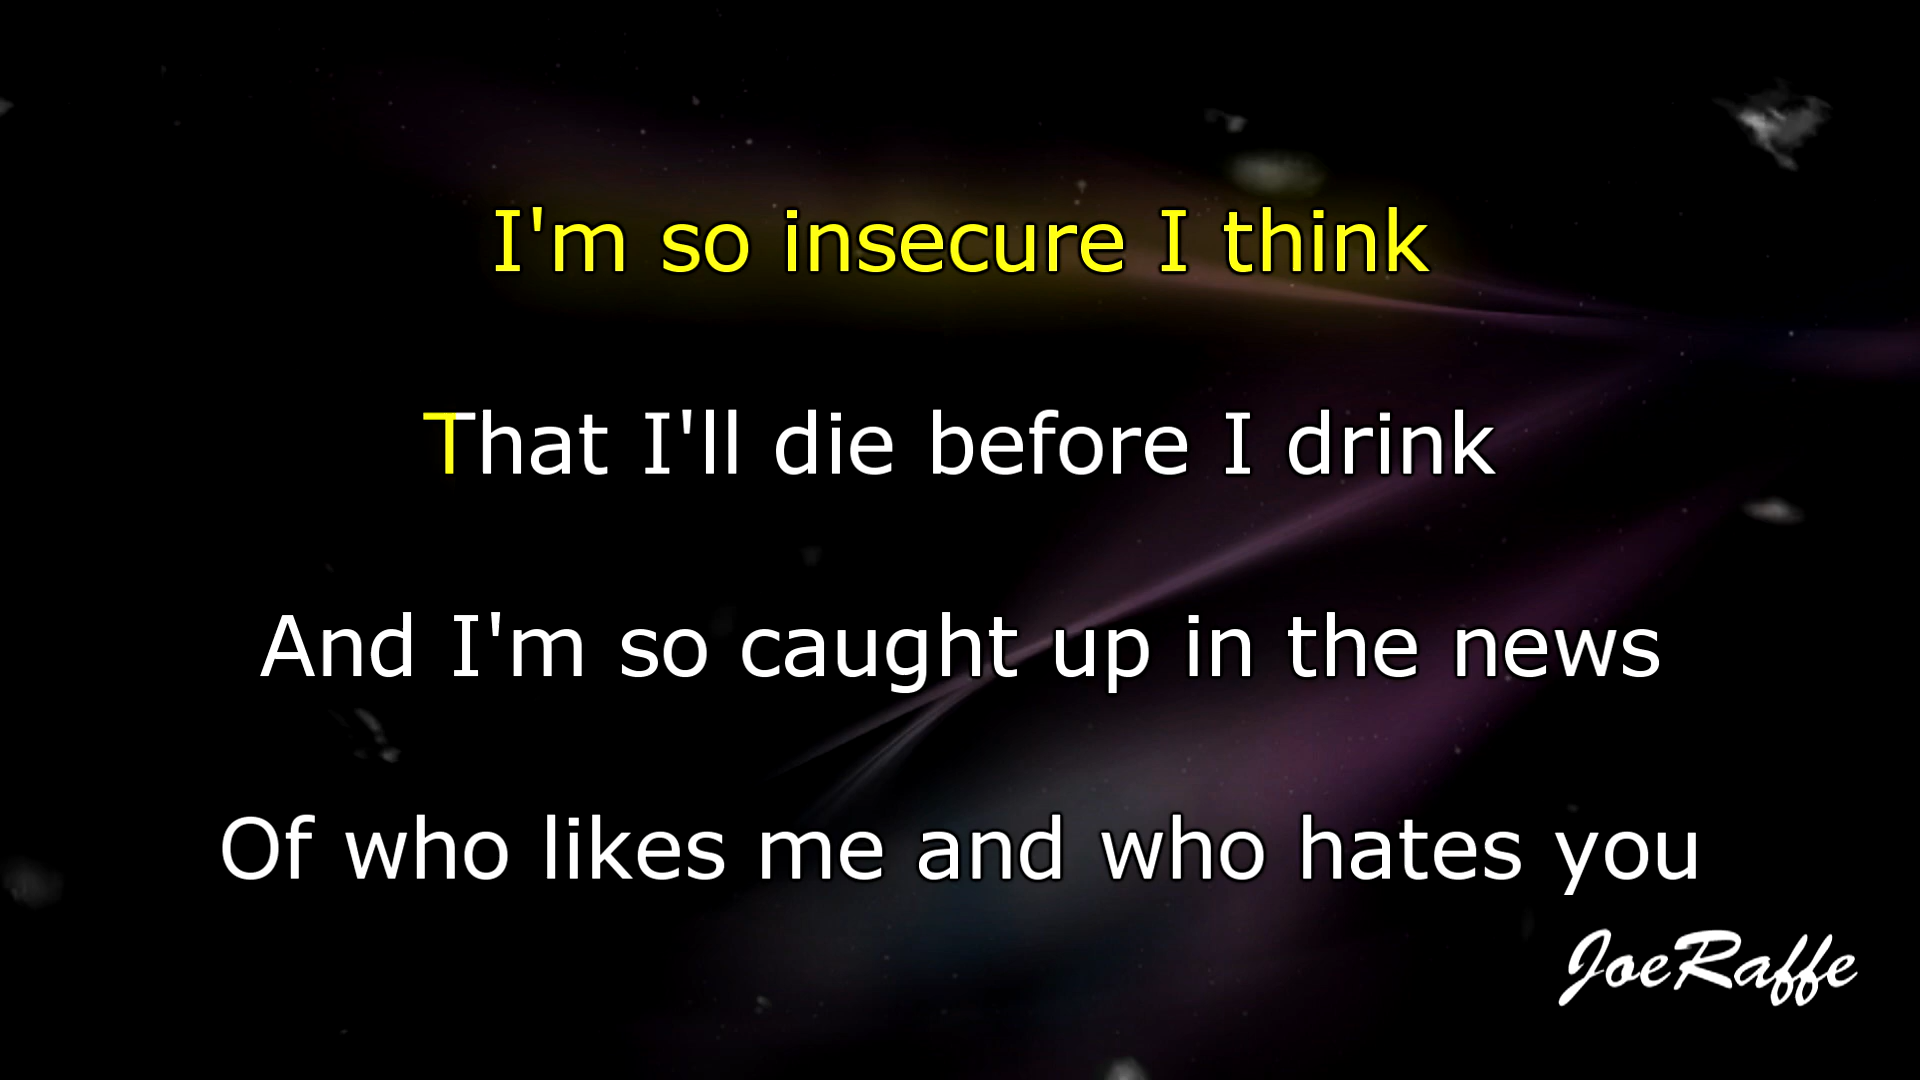 I'm so insecure I think
That I'll die before I drink
And I'm so caught up in the news
Of who likes me and who hates you
JoeRaffe